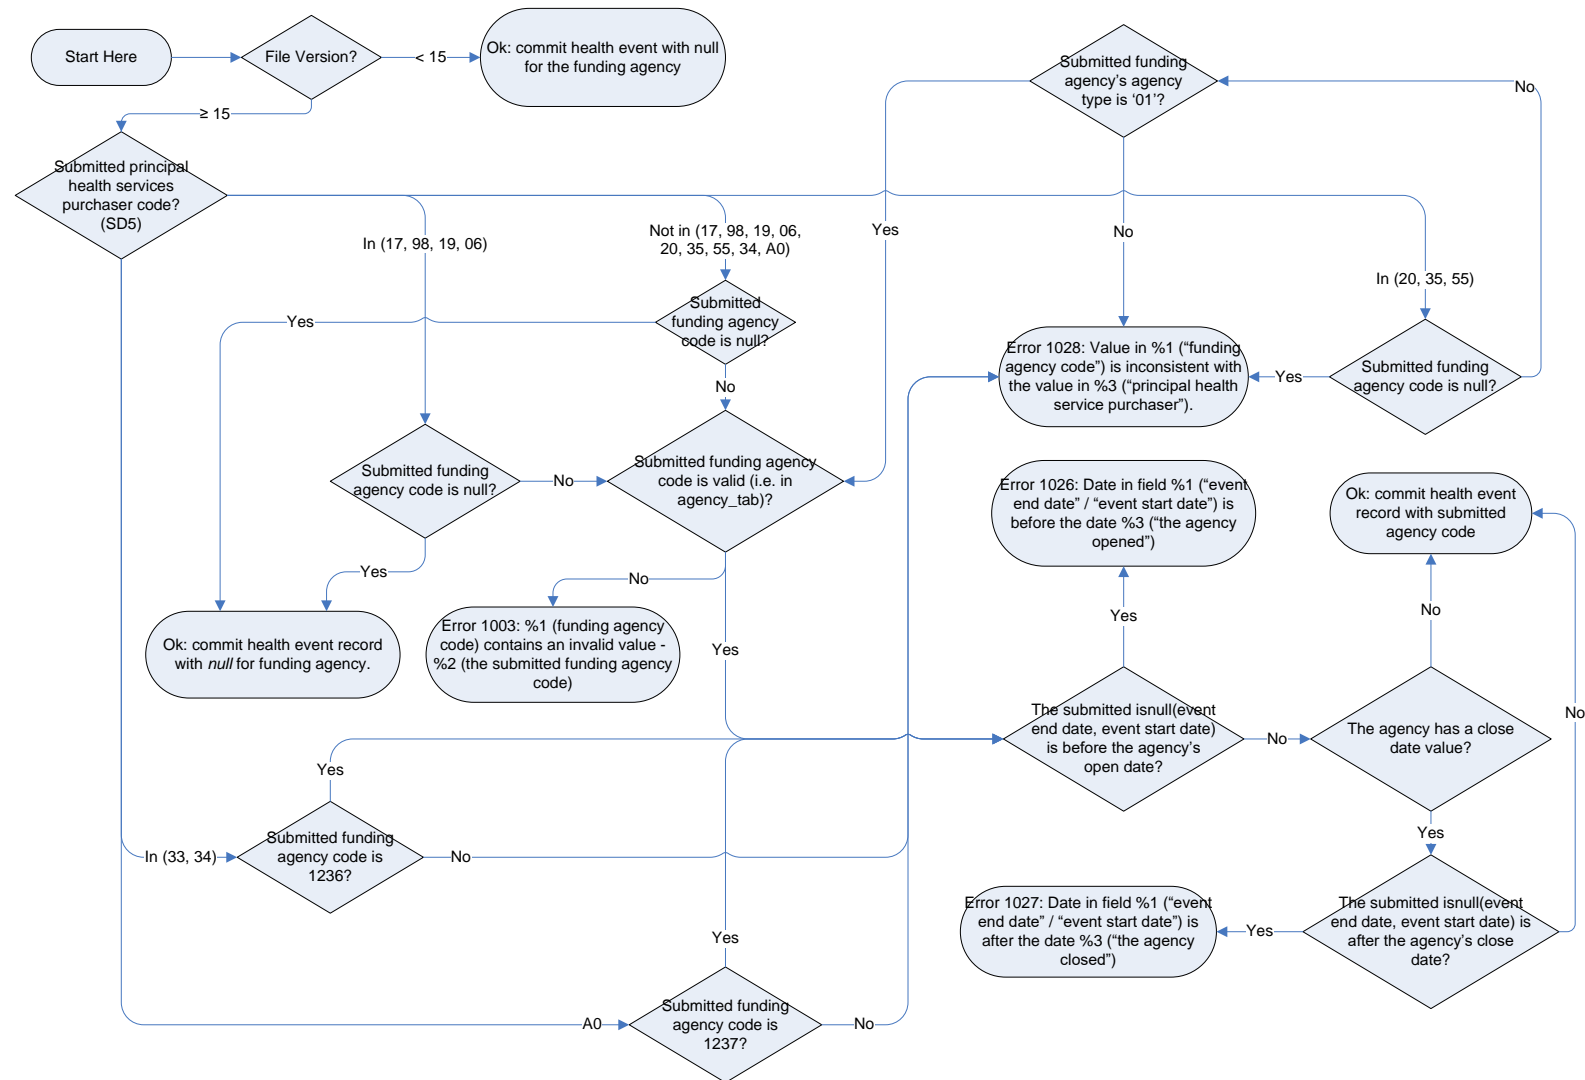 Start Here
File Version?
< 15
Ok: commit health event with null
for the funding agency
≥ 15
Submitted principal
health services
purchaser code?
(SD5)
In (17, 98, 19, 06)
Not in (17, 98, 19, 06,
20, 35, 55, 34, A0)
Submitted funding
agency's agency
type is ‘01’?
No
Yes
No
In (20, 35, 55)
Submitted
funding agency
code is null?
Yes
No
Error 1028: Value in %1 (“funding
agency code”) is inconsistent with
the value in %3 (“principal health
service purchaser”).
Yes
Submitted funding
agency code is null?
Submitted funding
agency code is null?
No
Yes
Submitted funding agency
code is valid (i.e. in
agency_tab)?
No
Yes
Error 1026: Date in field %1 (“event
end date” / “event start date”) is
before the date %3 (“the agency
opened”)
Ok: commit health event
record with submitted
agency code
Ok: commit health event record
with null for funding agency.
Error 1003: %1 (funding agency
code) contains an invalid value -
%2 (the submitted funding agency
code)
Yes
No
The submitted isnull(event
end date, event start date)
is before the agency’s
open date?
No
The agency has a close
date value?
No
Yes
Yes
In (33, 34)
Submitted funding
agency code is
1236?
No
Error 1027: Date in field %1 (“event
end date” / “event start date”) is
after the date %3 (“the agency
closed”)
Yes
The submitted isnull(event
end date, event start date) is
after the agency’s close
date?
Yes
A0
Submitted funding
agency code is
1237?
No